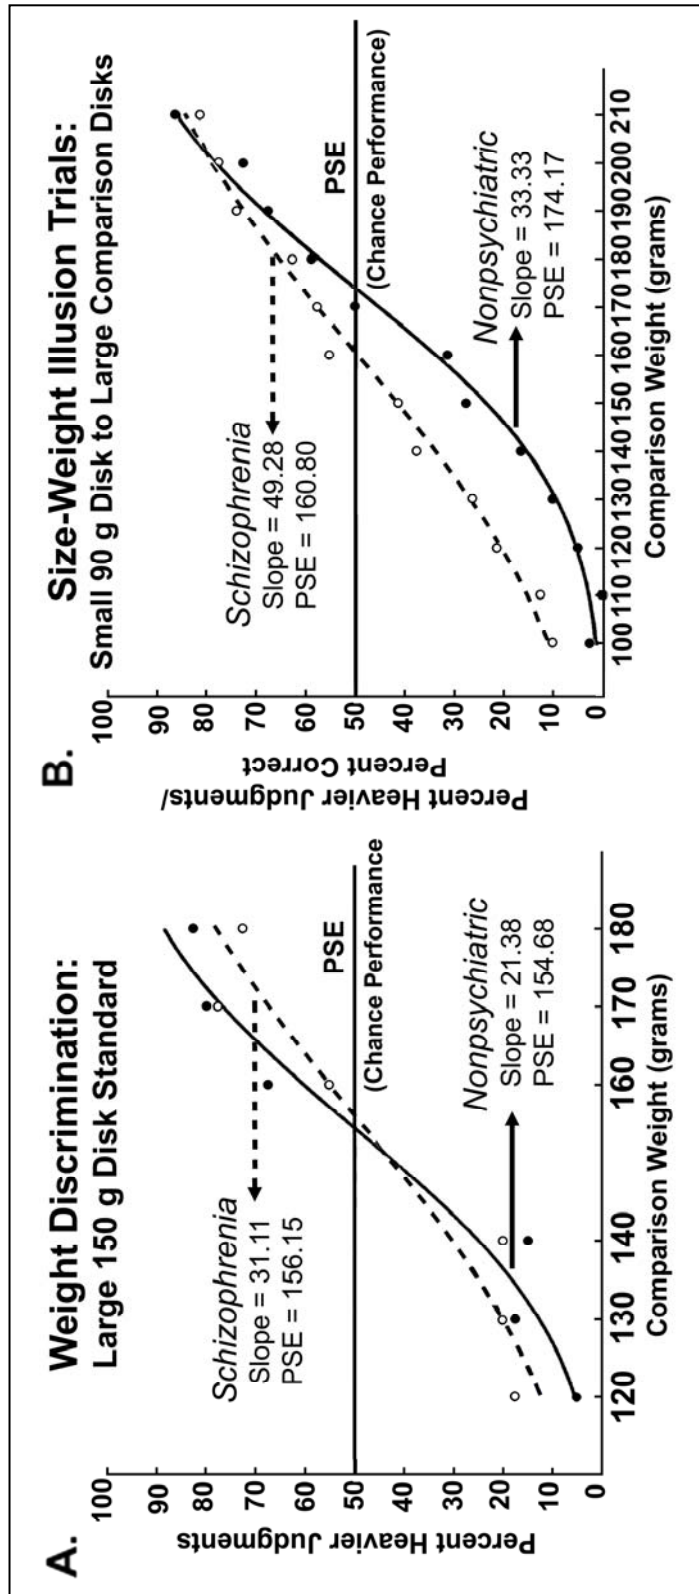 A.
Weight Discrimination:
Large 150 g Disk Standard
Percent Heavier Judgments
100
90
80
70
60
50
40
30
20
10
0
Schizophrenia
Slope = 31.11
PSE = 156.15
PSE
(Chance Performance
Nonpsychiatric
Slope = 21.38
PSE = 154.68
120 130 140 160 170 180
Comparison Weight (grams)
B.
Size-Weight Illusion Trials:
Small 90 g Disk to Large Comparison Disks
Percent Heavier Judgments/
Percent Correct
100
90
80
70
60
50
40
30
20
10
0
Schizophrenia
Slope = 49.28
PSE = 160.80
PSE
(Chance Performance)
Nonpsychiatric
Slope = 33.33
PSE = 174.17
100 110 120 130 140 150 160 170 180 190 200 210
Comparison Weight (grams)